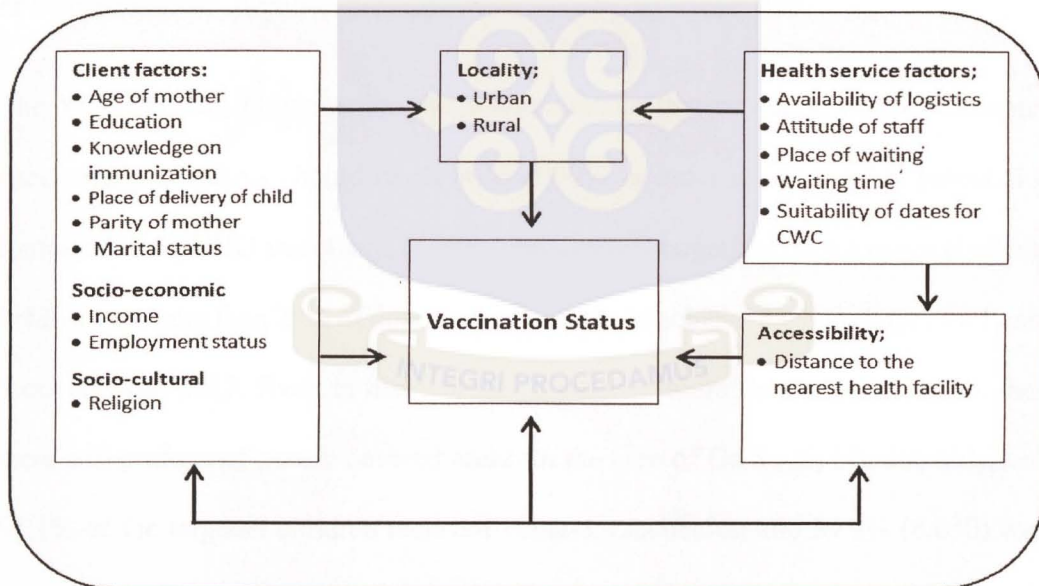 Client factors:
• Age of mother
• Education
• Knowledge on
immunization
• Place of delivery of child
• Parity of mother
• Marital status
Socio-economic
• Income
• Employment status
Socio-cultural
• Religion
Locality;
• Urban
• Rural
Vaccination Status
INTEGRI PROCEDAMUS
Health service factors;
• Availability of logistics
• Attitude of staff
• Place of waiting
• Waiting time
• Suitability of dates for
CWC
Accessibility;
• Distance to the
nearest health facility